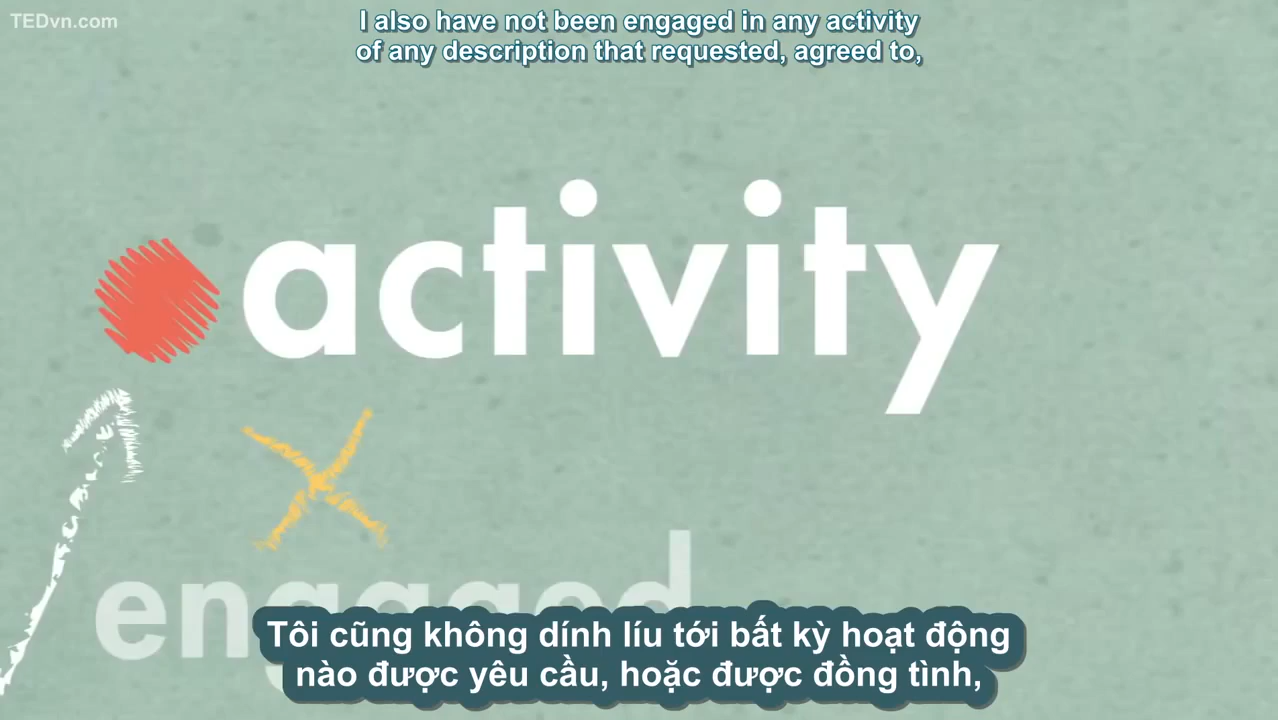 TEDvn.com
I also have not been engaged in any activity
of any description that requested, agreed to,
activity
engaged
Tôi cũng không dính líu tới bất kỳ hoạt động
nào được yêu cầu, hoặc được đồng tình,